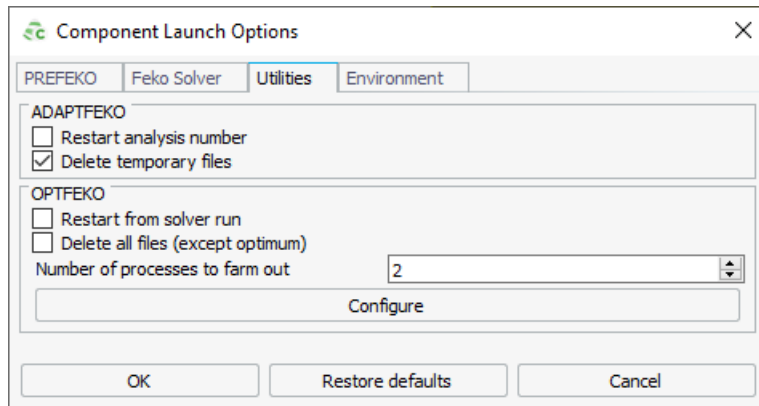 Component Launch Options
PREFEKO Feko Solver Utilities Environment
ADAPTFEKO
Restart analysis number
Delete temporary files
OPTFEKO
Restart from solver run
Delete all files (except optimum)
Number of processes to farm out 2
Configure
OK Restore defaults Cancel